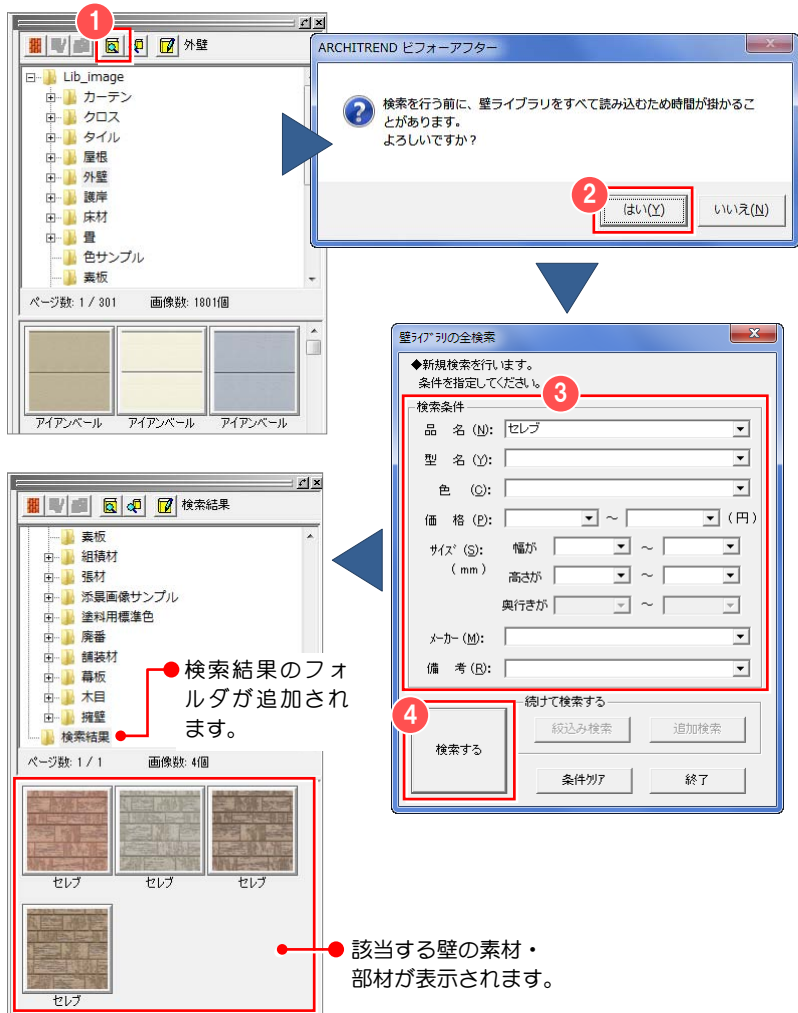 1
外壁
Lib_image
カーテン
クロス
タイル
屋根
外壁
護岸
床材
畳
色サンプル
素板
ページ数: 1 / 301 画像数: 1801個
アイアンベール アイアンベール アイアンベール
ARCHITREND ビフォーアフター
検索を行う前に、壁ライブラリをすべて読み込むため時間が掛かるこ
とがあります。
よろしいですか？
2
はい(Y) いいえ(N)
壁ﾗｲﾌﾞﾗﾘの全検索
◆新規検索を行います。
条件を指定してください。
3
検索条件
品 名 (N): セレブ
型 名 (Y):
色 (C):
価 格 (P): ～ (円)
ｻｲｽﾞ (S): 幅が ～
(mm) 高さが ～
奥行きが ～
ﾒｰｶｰ (M):
備 考 (R):
4
検索する
続けて検索する
絞込み検索 追加検索
条件ｸﾘｱ 終了
検索結果
素板
組積材
張材
添景画像サンプル
塗料用標準色
廃番
舗装材
幕板
木目
擁壁
検索結果
検索結果のフォ
ルダが追加され
ます。
ページ数: 1 / 1 画像数: 4個
セレブ セレブ セレブ
セレブ
該当する壁の素材・
部材が表示されます。